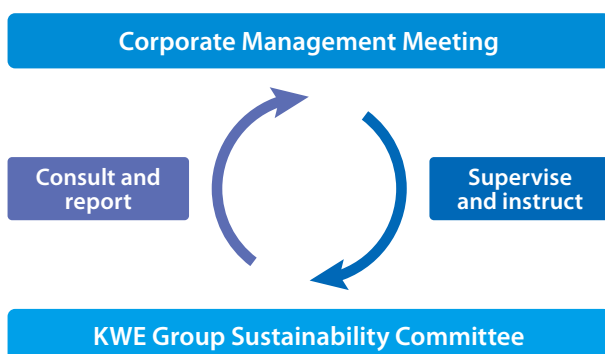 Corporate Management Meeting
Consult and
report
Supervise
and instruct
KWE Group Sustainability Committee